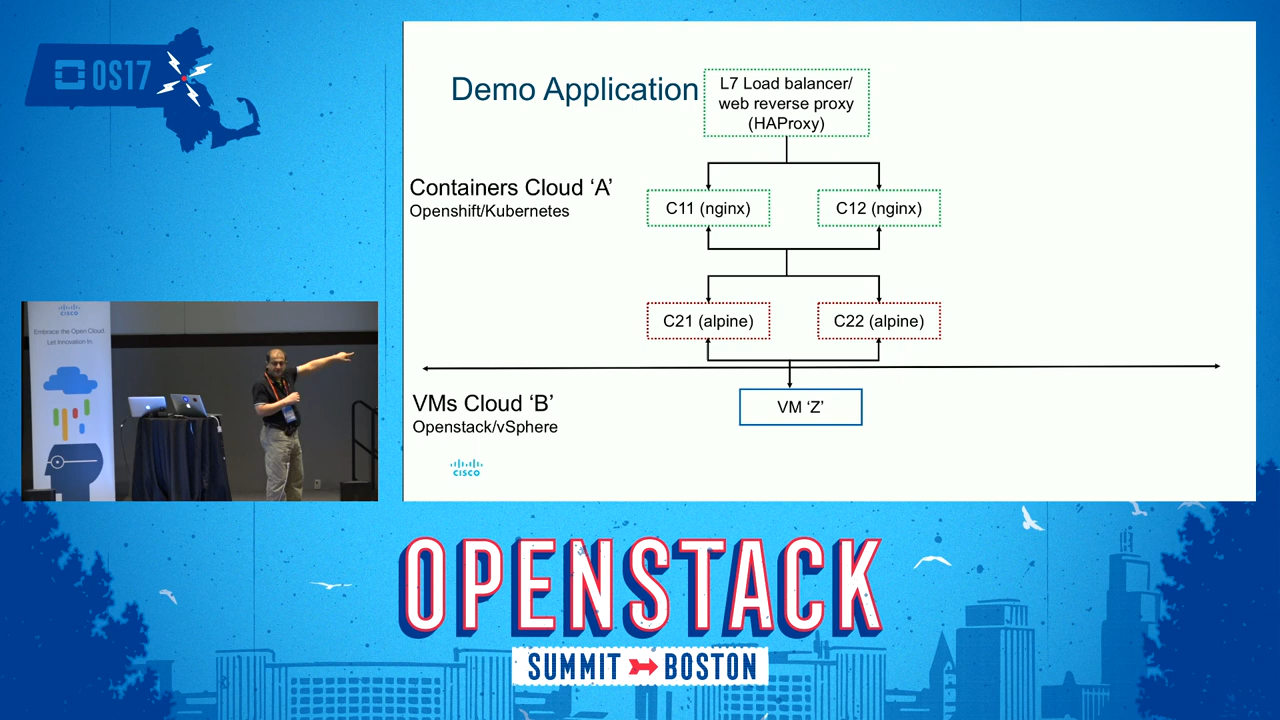 OS17
Demo Application
L7 Load balancer/
web reverse proxy
(HAProxy)
Containers Cloud ‘A’
Openshift/Kubernetes
C11 (nginx)
C12 (nginx)
C21 (alpine)
C22 (alpine)
VMs Cloud ‘B’
Openstack/vSphere
VM ‘Z’
CISCO
CISCO
Embrace the Open Cloud.
Let Innovation In.
OPENSTACK
SUMMIT BOSTON